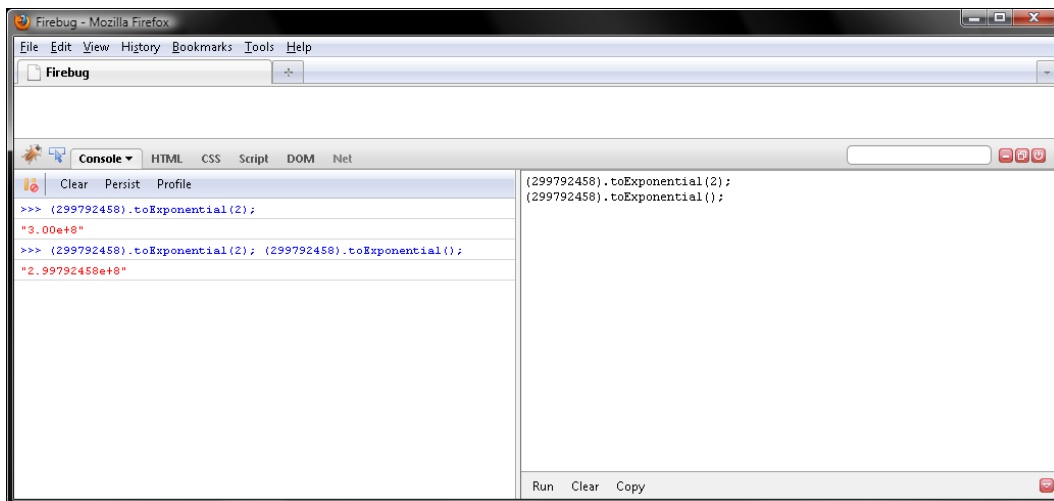 Firebug - Mozilla Firefox
File Edit View History Bookmarks Tools Help
Firebug
Console HTML CSS Script DOM Net
Clear Persist Profile
>>> (299792458).toExponential(2);
"3.00e+8"
>>> (299792458).toExponential(2); (299792458).toExponential();
"2.99792458e+8"
(299792458).toExponential(2);
(299792458).toExponential();
Run Clear Copy